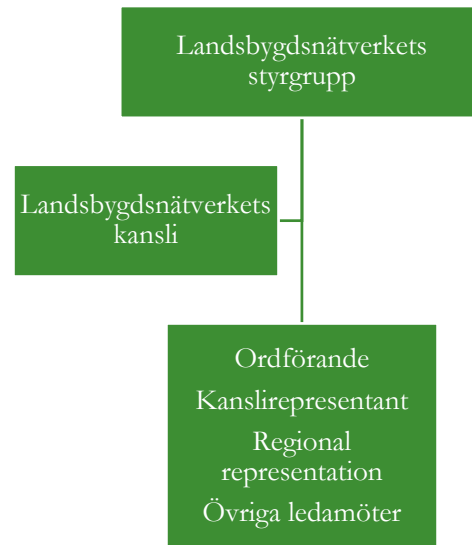 Landsbygdsnätverkets
styrgrupp
Landsbygdsnätverkets
kansli
Ordförande
Kanslirepresentant
Regional
representation
Övriga ledamöter